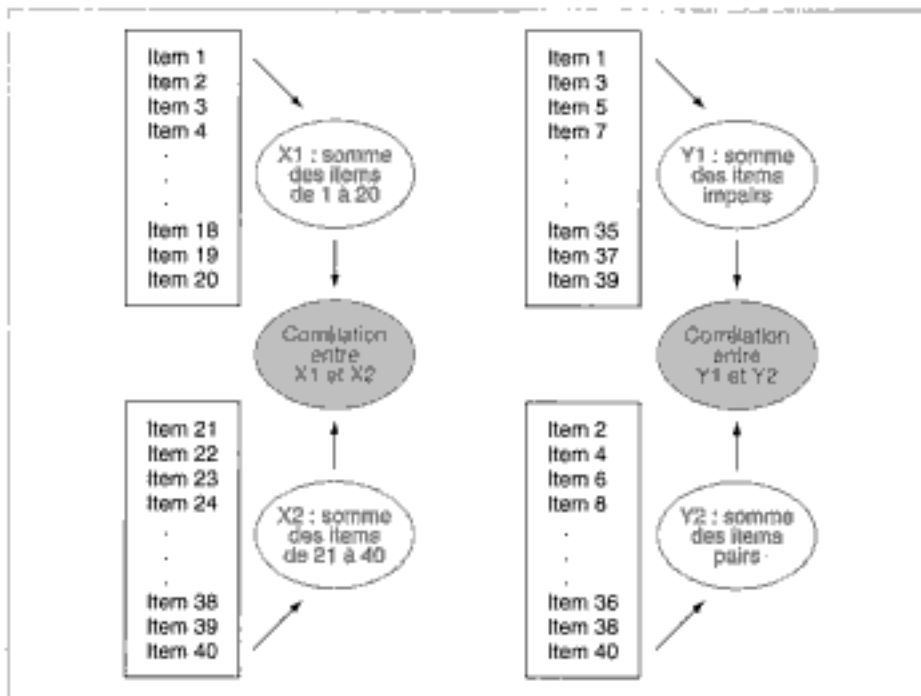 Item 1
Item 2
Item 3
Item 4
.
.
.
Item 18
Item 19
Item 20
X1 : somme
des items
de 1 à 20
Corrélation
entre
X1 et X2
Item 21
Item 22
Item 23
Item 24
.
.
.
Item 38
Item 39
Item 40
X2 : somme
des items
de 21 à 40
Item 1
Item 3
Item 5
Item 7
.
.
.
Item 35
Item 37
Item 39
Y1 : somme
des items
impairs
Corrélation
entre
Y1 et Y2
Item 2
Item 4
Item 6
Item 8
.
.
.
Item 36
Item 38
Item 40
Y2 : somme
des items
pairs